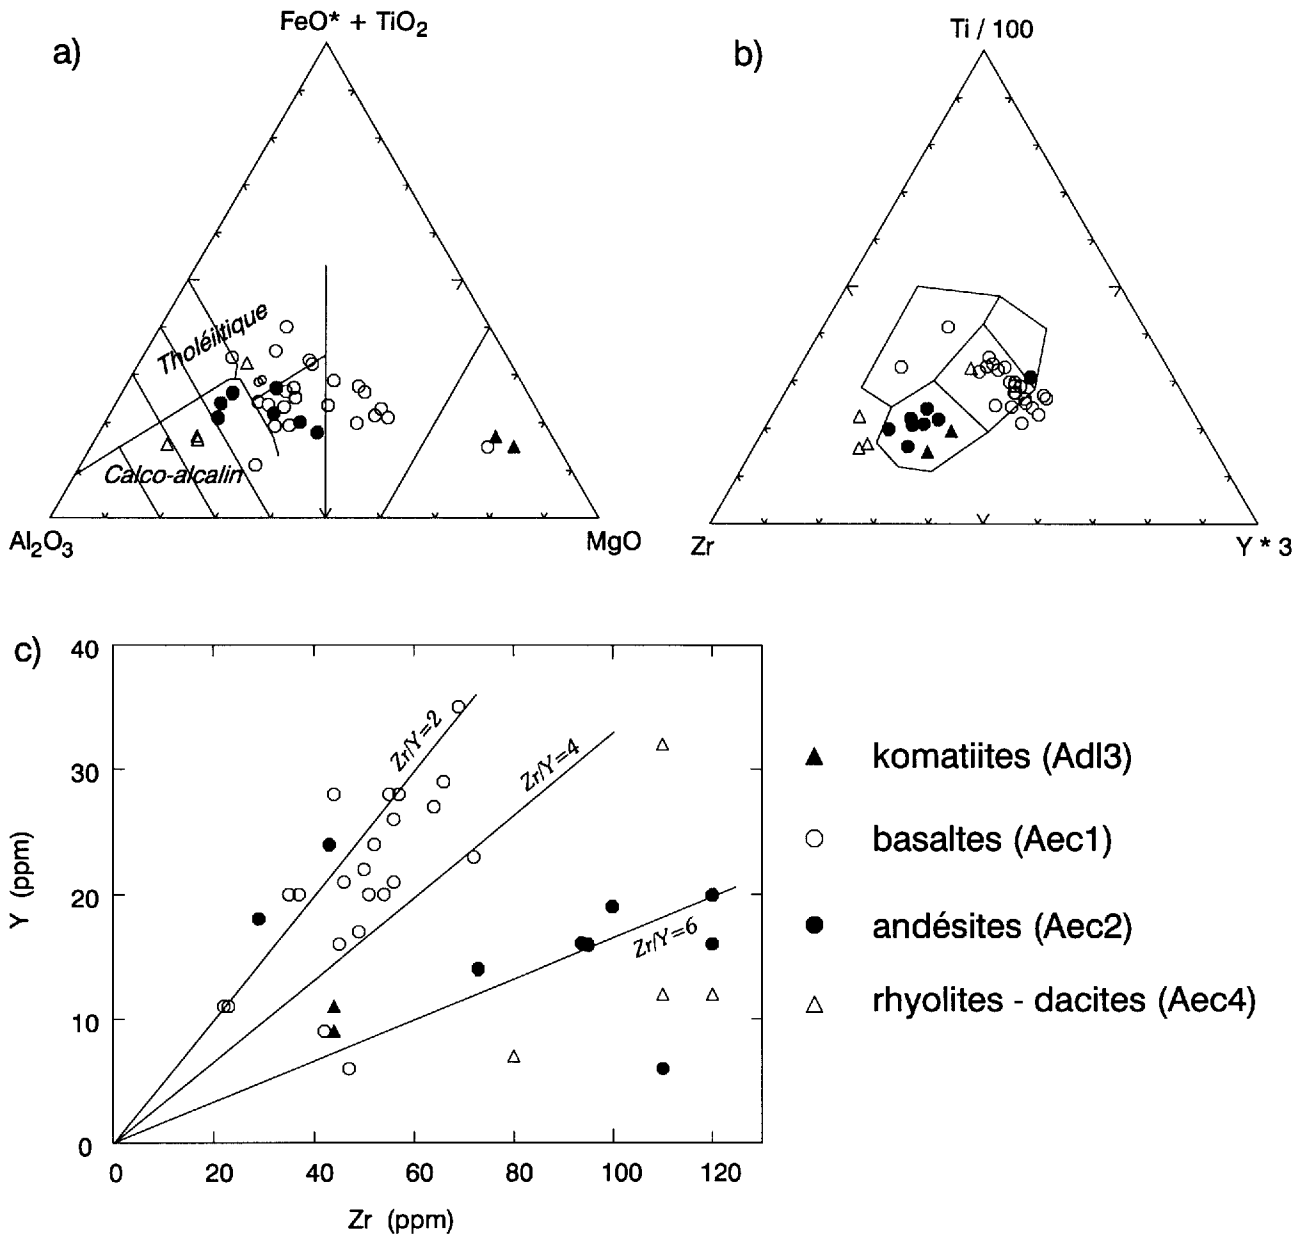 a)
FeO* + TiO₂
Tholéiitique
Calco-alcalin
Al₂O₃
MgO
b)
Ti / 100
Zr
Y * 3
c)
40
30
20
10
0
Y (ppm)
Zr/Y=2
Zr/Y=4
Zr/Y=6
0 20 40 60 80 100 120
Zr (ppm)
komatiites (Adl3)
basaltes (Aec1)
andésites (Aec2)
rhyolites - dacites (Aec4)